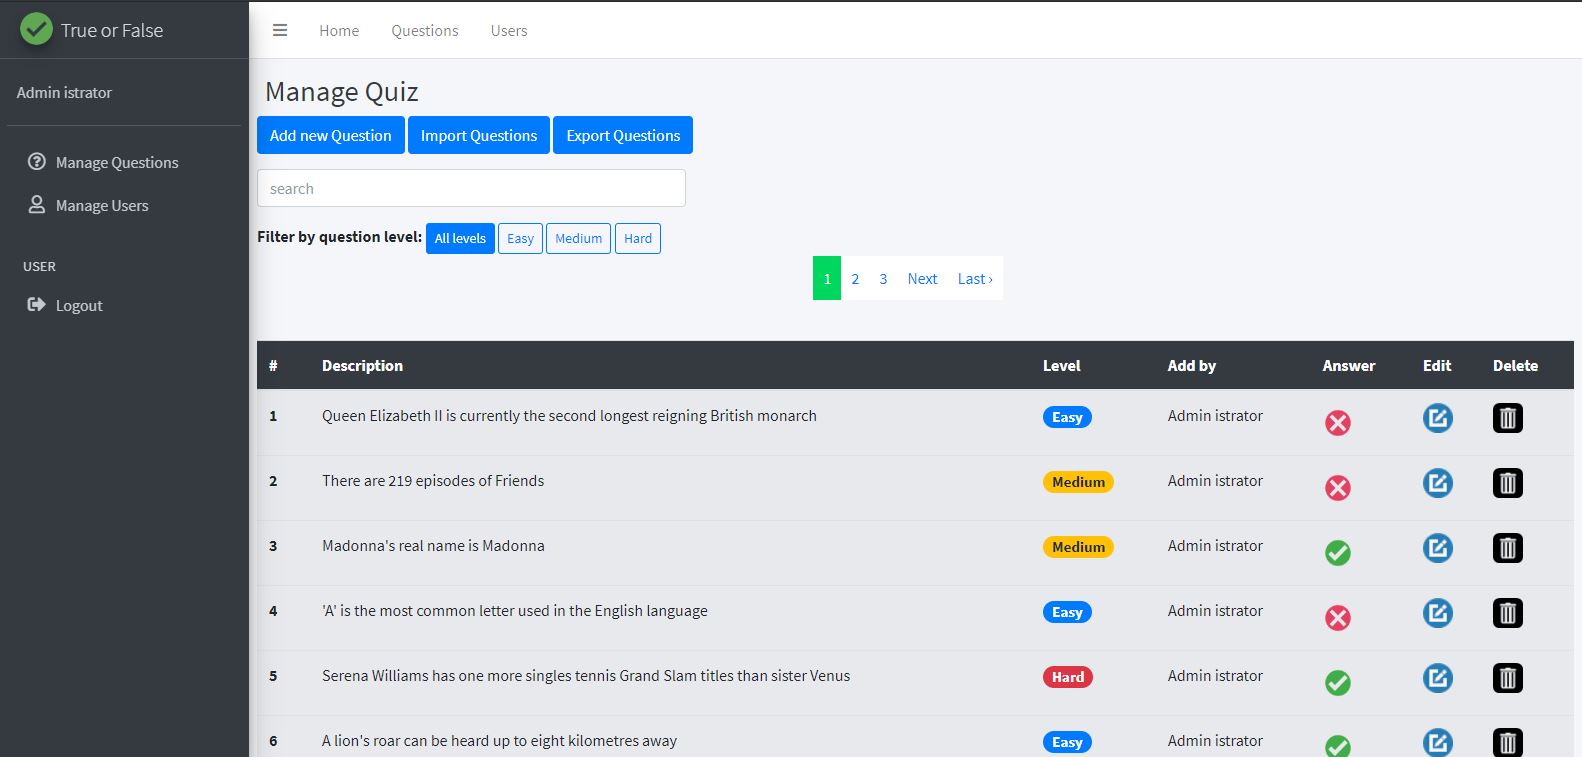 True or False
Home Questions Users
Admin istrator
Manage Questions
Manage Users
USER
Logout
Manage Quiz
Add new Question Import Questions Export Questions
search
Filter by question level: All levels Easy Medium Hard
1 2 3 Next Last ›
# Description Level Add by Answer Edit Delete
1 Queen Elizabeth II is currently the second longest reigning British monarch Easy Admin istrator
2 There are 219 episodes of Friends Medium Admin istrator
3 Madonna's real name is Madonna Medium Admin istrator
4 'A' is the most common letter used in the English language Easy Admin istrator
5 Serena Williams has one more singles tennis Grand Slam titles than sister Venus Hard Admin istrator
6 A lion's roar can be heard up to eight kilometres away Easy Admin istrator